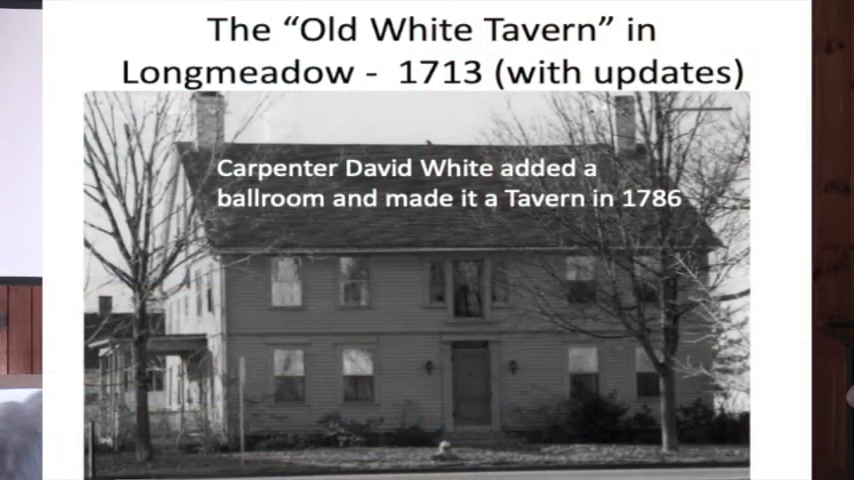 The “Old White Tavern” in
Longmeadow - 1713 (with updates)
Carpenter David White added a
ballroom and made it a Tavern in 1786